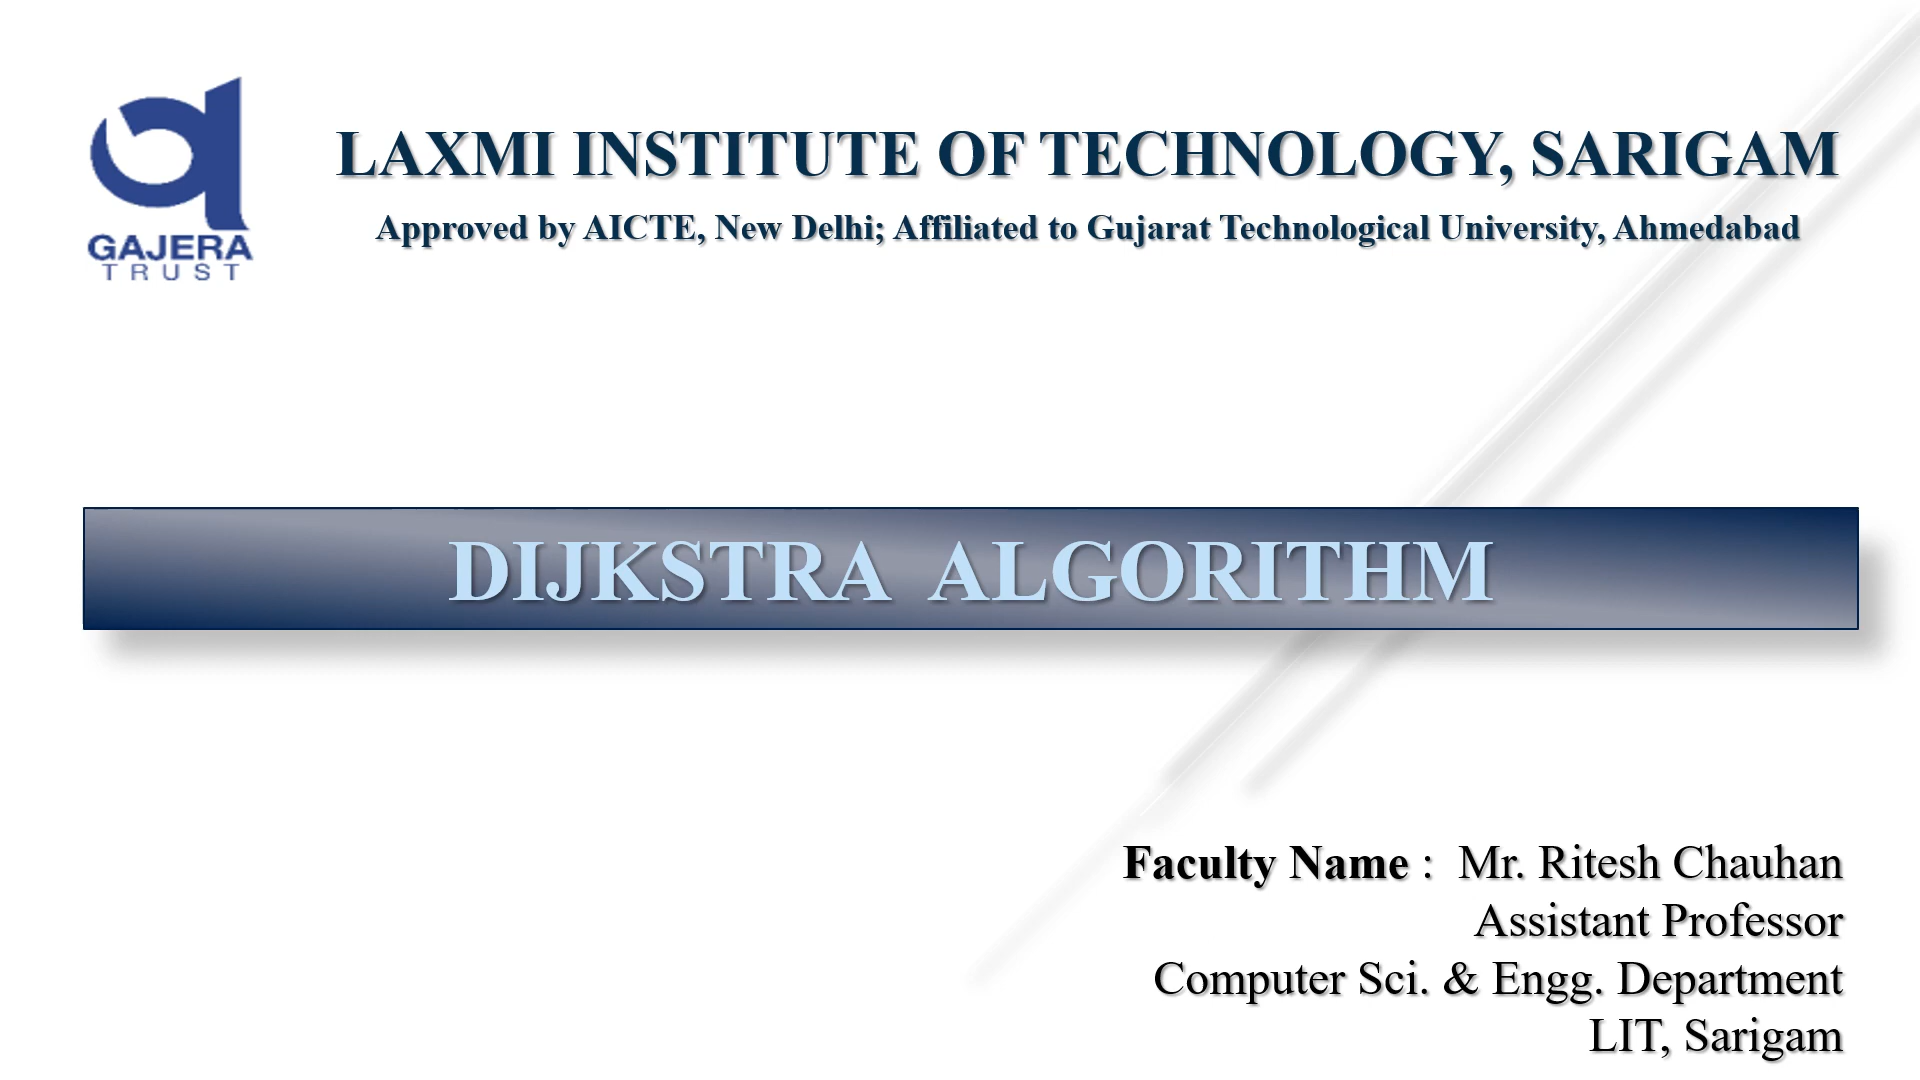 GAJERA
TRUST
LAXMI INSTITUTE OF TECHNOLOGY, SARIGAM
Approved by AICTE, New Delhi; Affiliated to Gujarat Technological University, Ahmedabad
DIJKSTRA ALGORITHM
Faculty Name : Mr. Ritesh Chauhan
Assistant Professor
Computer Sci. & Engg. Department
LIT, Sarigam